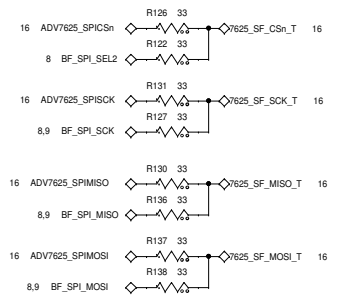 R126 33
16 ADV7625_SPICSn 7625_SF_CSn_T 16
R122 33
8 BF_SPI_SEL2
R131 33
16 ADV7625_SPISCK 7625_SF_SCK_T 16
R127 33
8,9 BF_SPI_SCK
R130 33
16 ADV7625_SPIMISO 7625_SF_MISO_T 16
R136 33
8,9 BF_SPI_MISO
R137 33
16 ADV7625_SPIMOSI 7625_SF_MOSI_T 16
R138 33
8,9 BF_SPI_MOSI